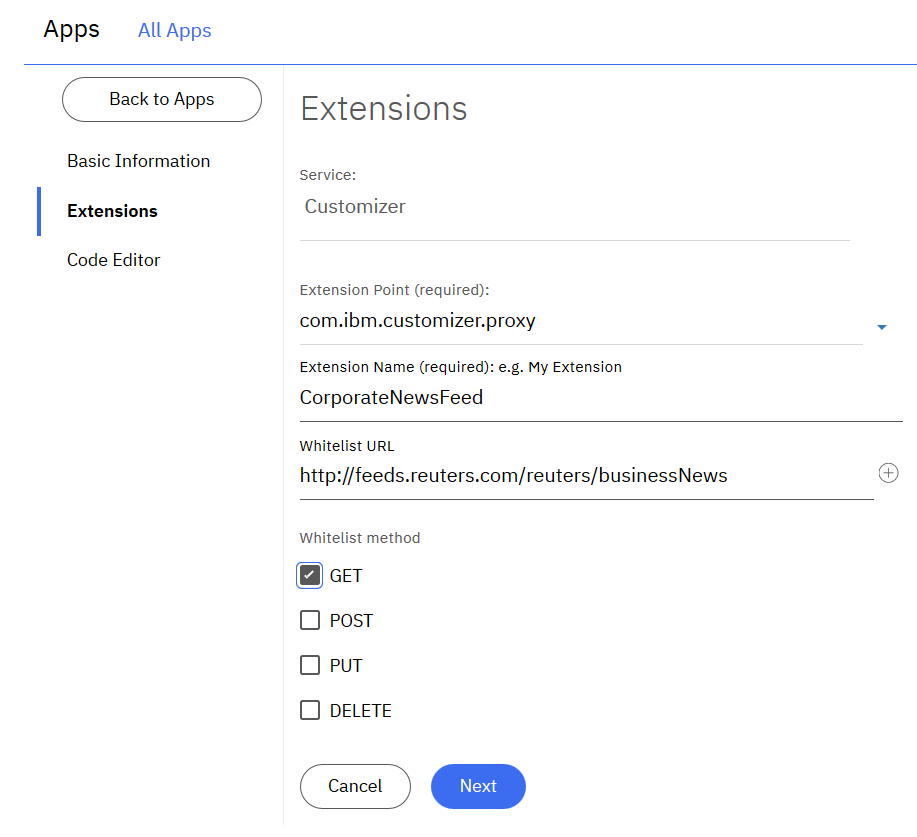 Apps All Apps
Back to Apps
Basic Information
Extensions
Code Editor
Extensions
Service:
Customizer
Extension Point (required):
com.ibm.customizer.proxy
Extension Name (required): e.g. My Extension
CorporateNewsFeed
Whitelist URL
http://feeds.reuters.com/reuters/businessNews
Whitelist method
GET
POST
PUT
DELETE
Cancel Next